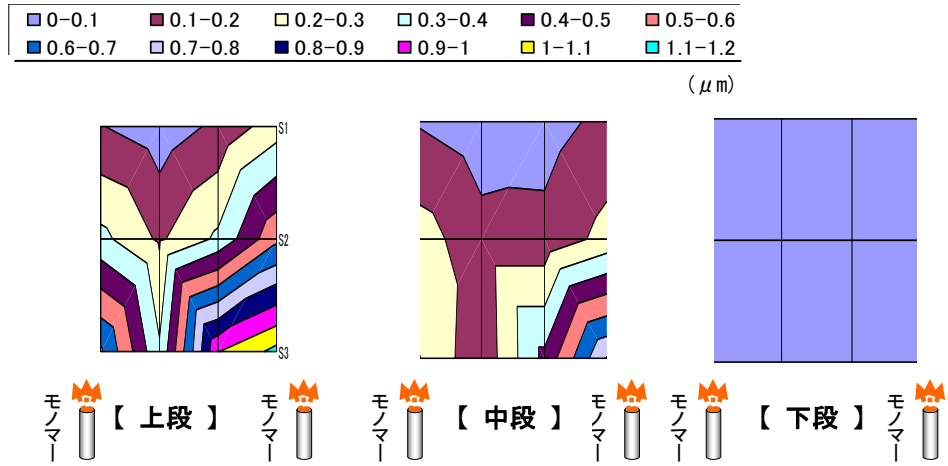 0-0.1 0.1-0.2 0.2-0.3 0.3-0.4 0.4-0.5 0.5-0.6
0.6-0.7 0.7-0.8 0.8-0.9 0.9-1 1-1.1 1.1-1.2
(μm)
S1
S2
S3
モノマー
【 上段 】
モノマー
モノマー
【 中段 】
モノマー
モノマー
【 下段 】
モノマー